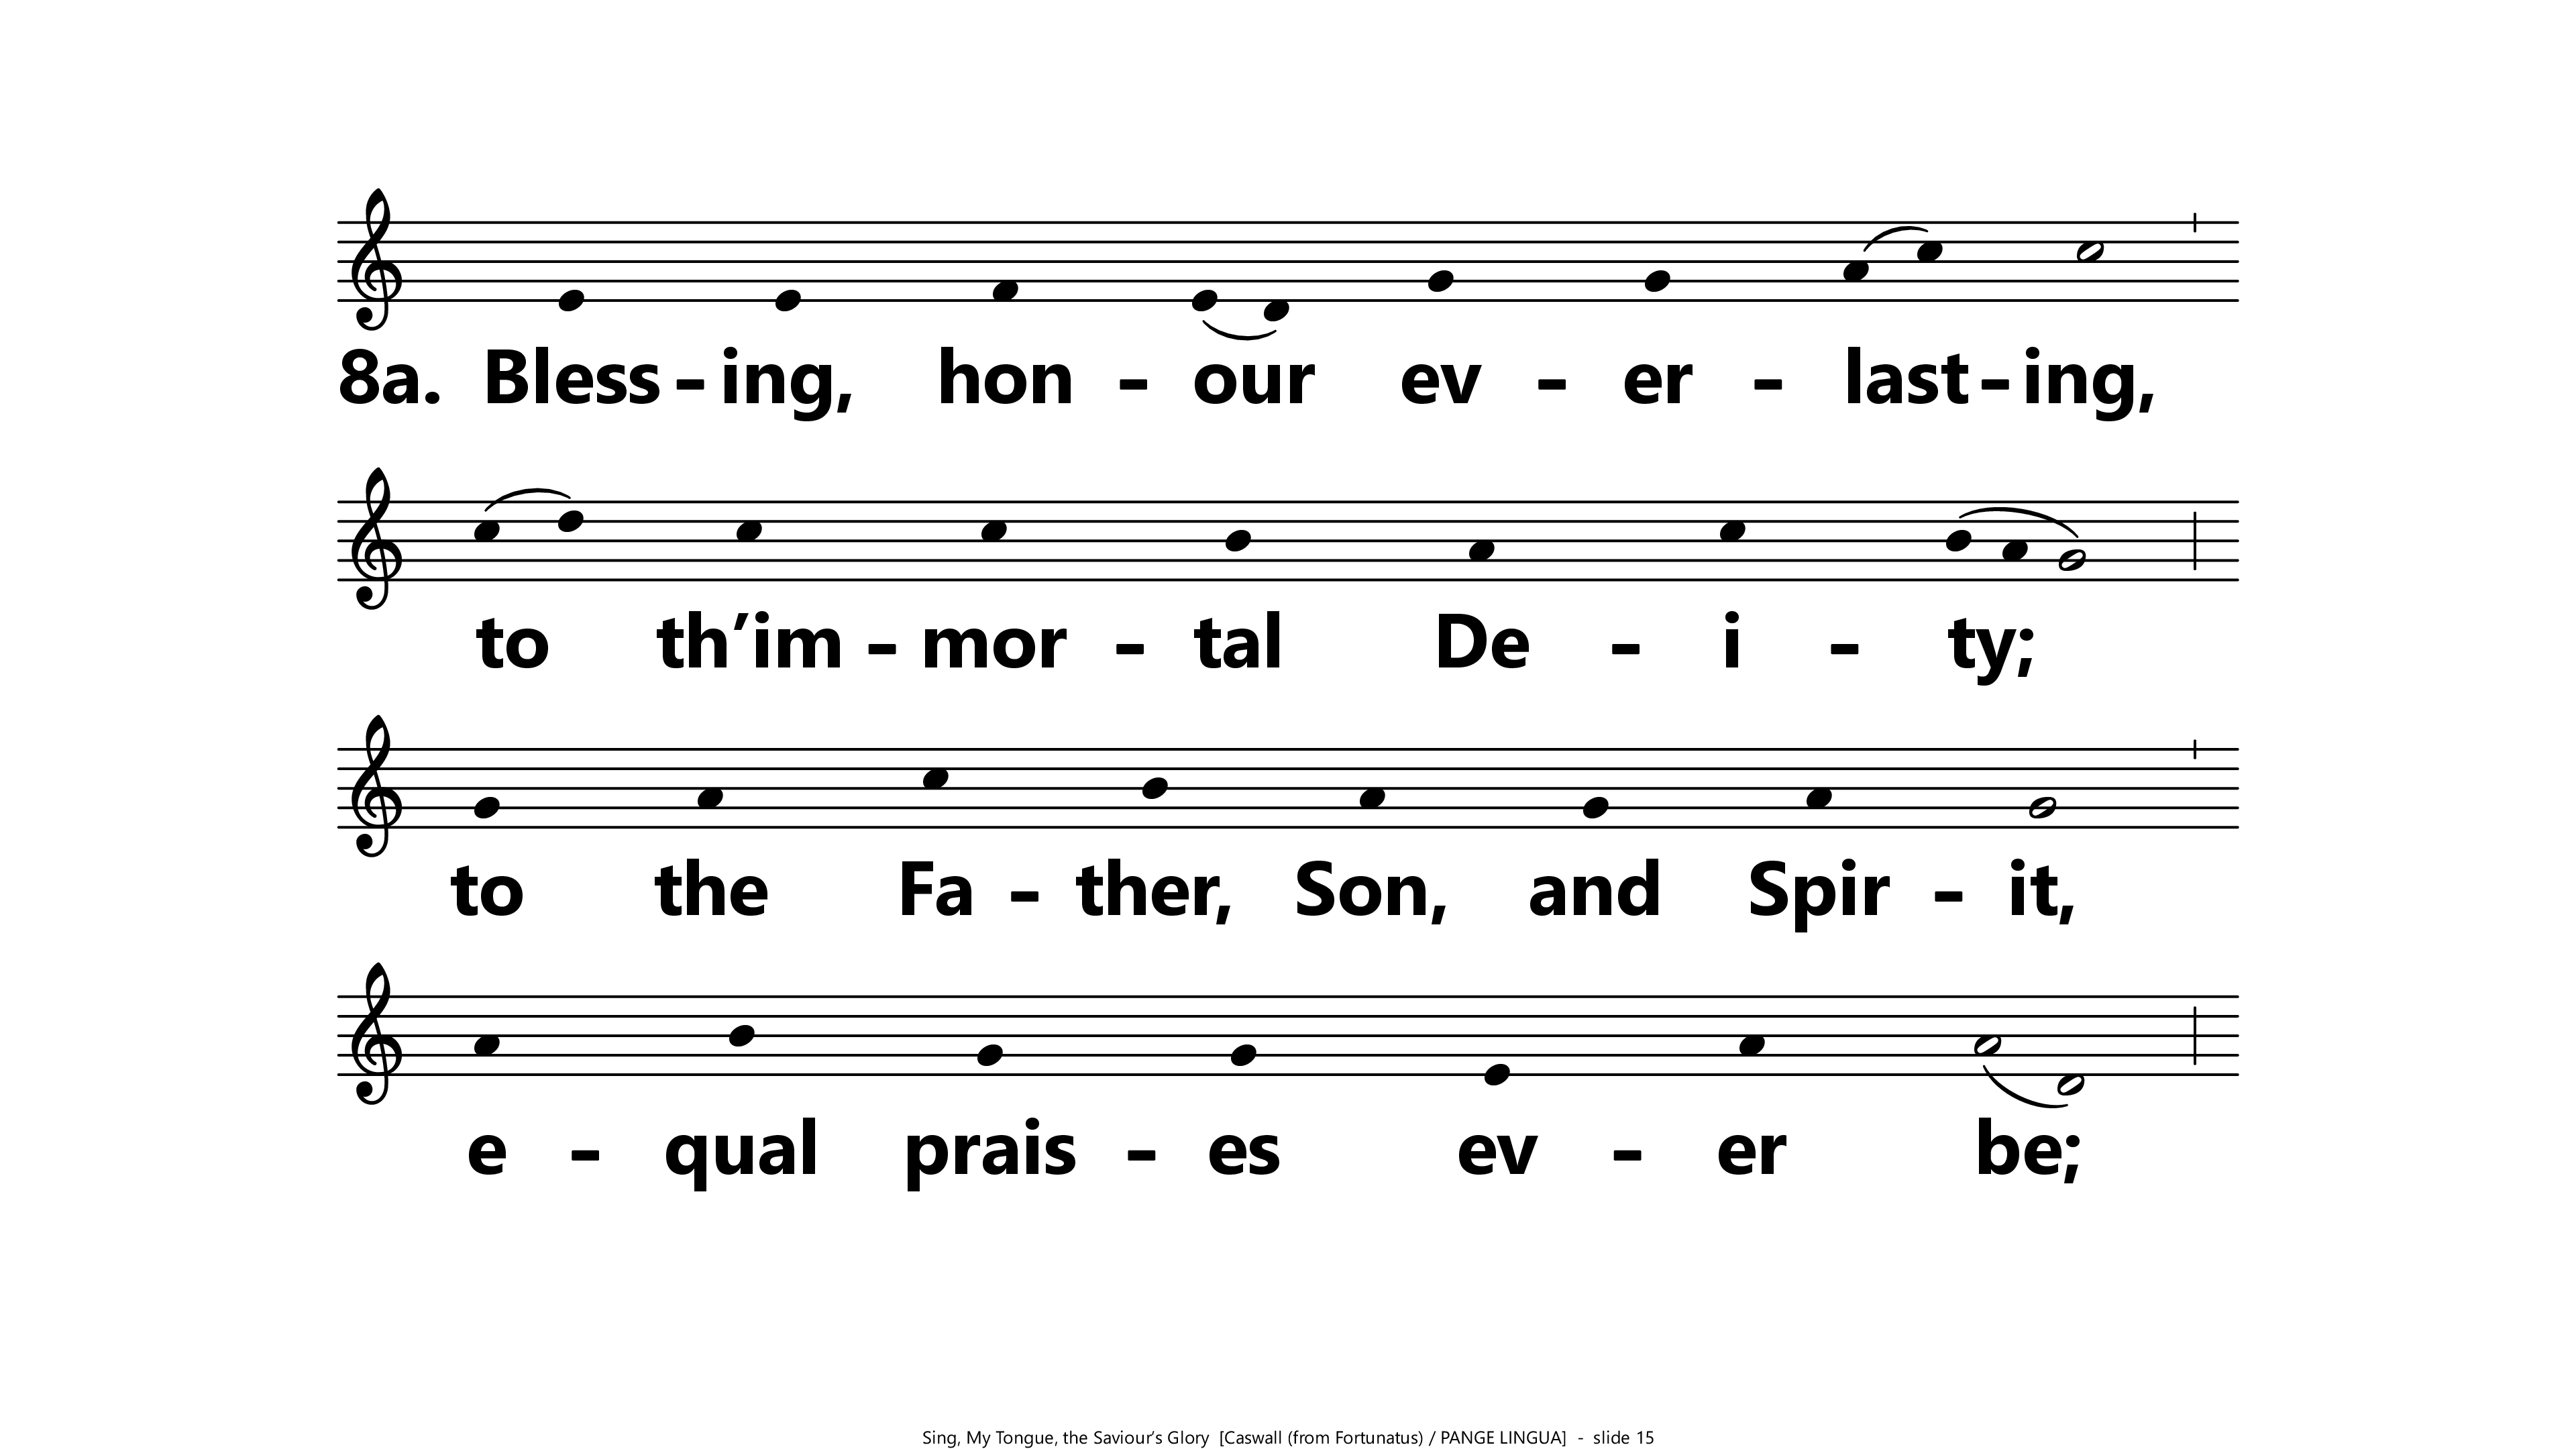 8a. Bless - ing, hon - our ev - er - last - ing,
to th’im - mor - tal De - i - ty;
to the Fa - ther, Son, and Spir - it,
e - qual prais - es ev - er be;
Sing, My Tongue, the Saviour’s Glory [Caswall (from Fortunatus) / PANGE LINGUA] - slide 15